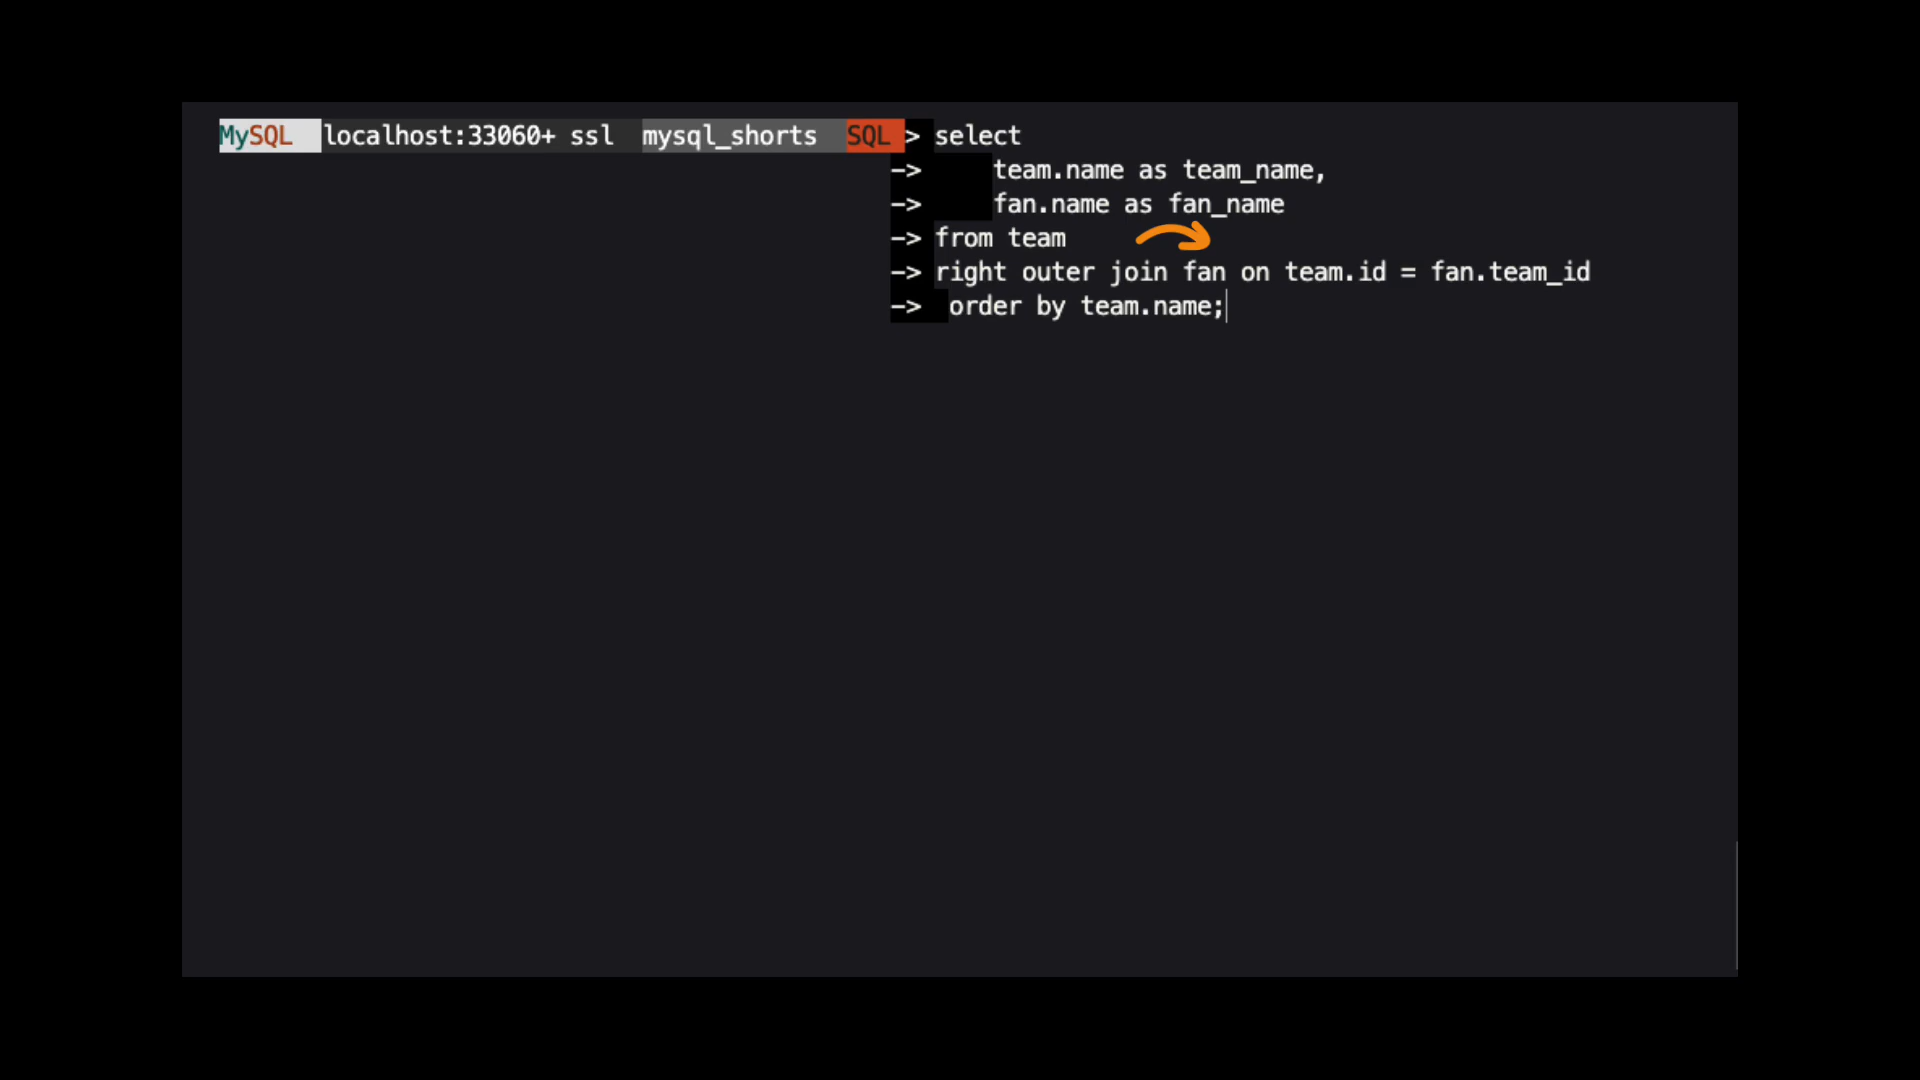 MySQL localhost:33060+ ssl mysql_shorts SQL > select
-> team.name as team_name,
-> fan.name as fan_name
-> from team
-> right outer join fan on team.id = fan.team_id
-> order by team.name;